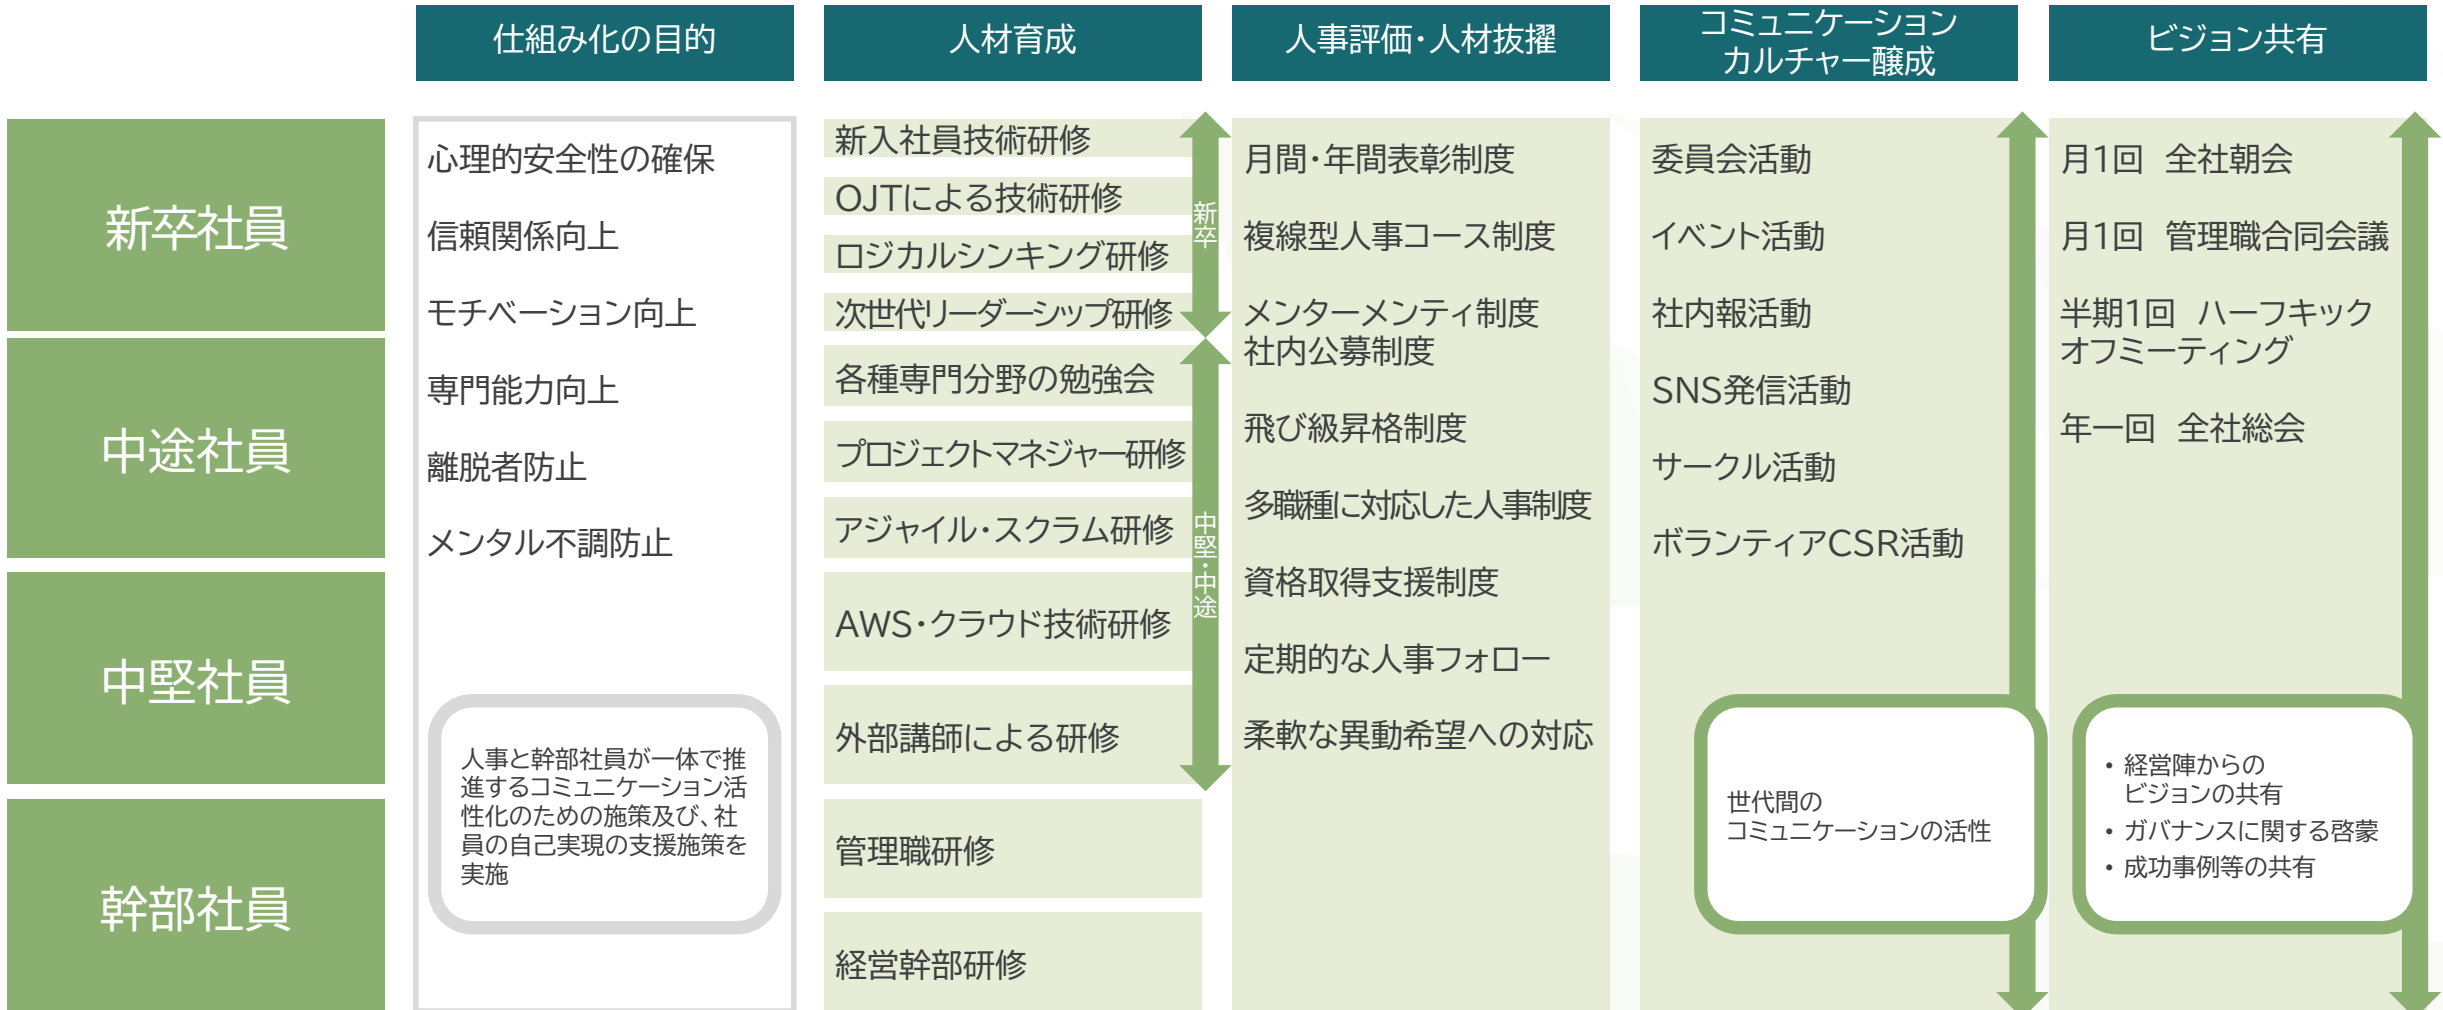 仕組み化の目的
人材育成
人事評価・人材抜擢
コミュニケーション
カルチャー醸成
ビジョン共有
新卒社員
中途社員
中堅社員
幹部社員
心理的安全性の確保
信頼関係向上
モチベーション向上
専門能力向上
離脱者防止
メンタル不調防止
人事と幹部社員が一体で推
進するコミュニケーション活
性化のための施策及び、社
員の自己実現の支援施策を
実施
新入社員技術研修
OJTによる技術研修
ロジカルシンキング研修
次世代リーダーシップ研修
各種専門分野の勉強会
プロジェクトマネジャー研修
アジャイル・スクラム研修
AWS・クラウド技術研修
外部講師による研修
管理職研修
経営幹部研修
新卒
中堅・中途
月間・年間表彰制度
複線型人事コース制度
メンターメンティ制度
社内公募制度
飛び級昇格制度
多職種に対応した人事制度
資格取得支援制度
定期的な人事フォロー
柔軟な異動希望への対応
委員会活動
イベント活動
社内報活動
SNS発信活動
サークル活動
ボランティアCSR活動
世代間の
コミュニケーションの活性
月1回　全社朝会
月1回　管理職合同会議
半期1回　ハーフキック
オフミーティング
年一回　全社総会
• 経営陣からの
ビジョンの共有
• ガバナンスに関する啓蒙
• 成功事例等の共有